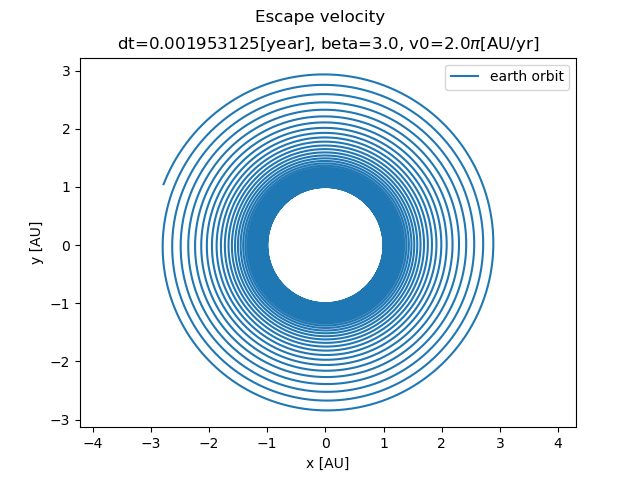 Escape velocity
dt=0.001953125[year], beta=3.0, v0=2.0π[AU/yr]
earth orbit
3
2
1
0
−1
−2
−3
y [AU]
−4 −3 −2 −1 0 1 2 3 4
x [AU]